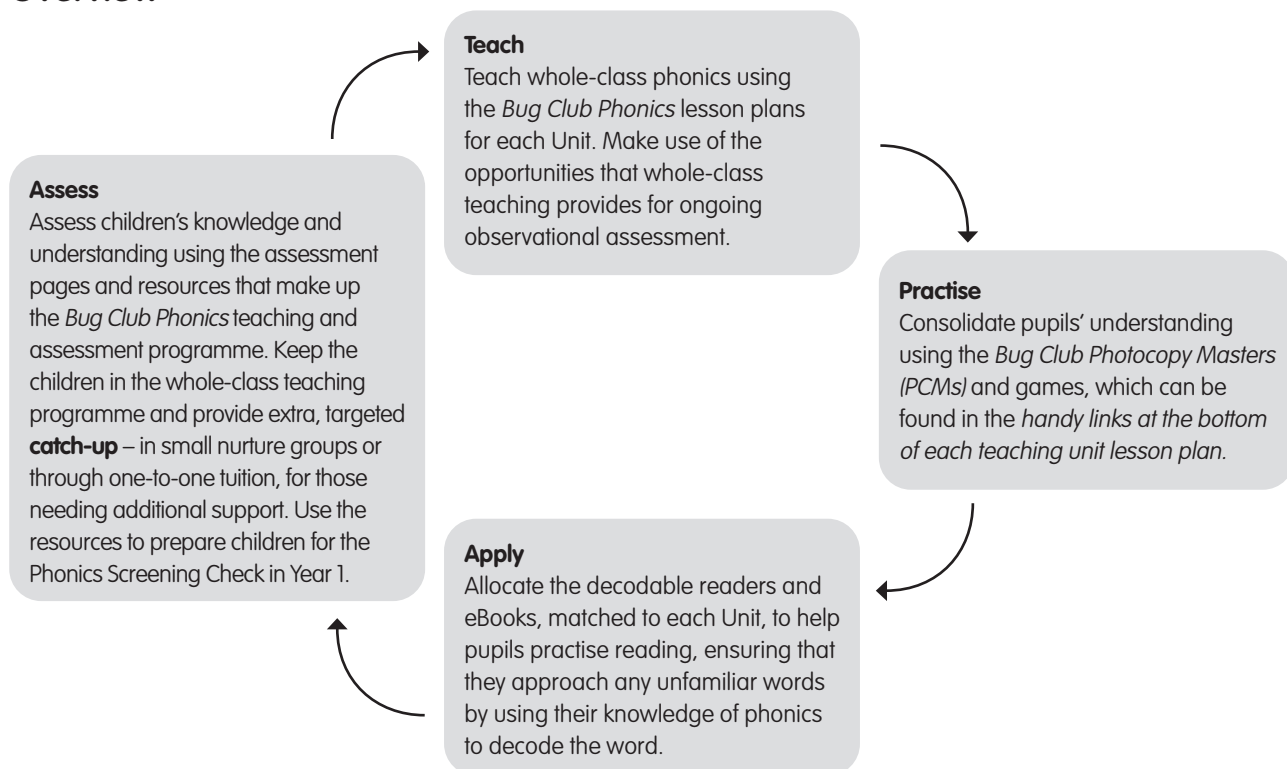 Overview
Teach
Teach whole-class phonics using
the Bug Club Phonics lesson plans
for each Unit. Make use of the
opportunities that whole-class
teaching provides for ongoing
observational assessment.
Practise
Consolidate pupils’ understanding
using the Bug Club Photocopy Masters
(PCMs) and games, which can be
found in the handy links at the bottom
of each teaching unit lesson plan.
Apply
Allocate the decodable readers and
eBooks, matched to each Unit, to help
pupils practise reading, ensuring that
they approach any unfamiliar words
by using their knowledge of phonics
to decode the word.
Assess
Assess children’s knowledge and
understanding using the assessment
pages and resources that make up
the Bug Club Phonics teaching and
assessment programme. Keep the
children in the whole-class teaching
programme and provide extra, targeted
catch-up – in small nurture groups or
through one-to-one tuition, for those
needing additional support. Use the
resources to prepare children for the
Phonics Screening Check in Year 1.